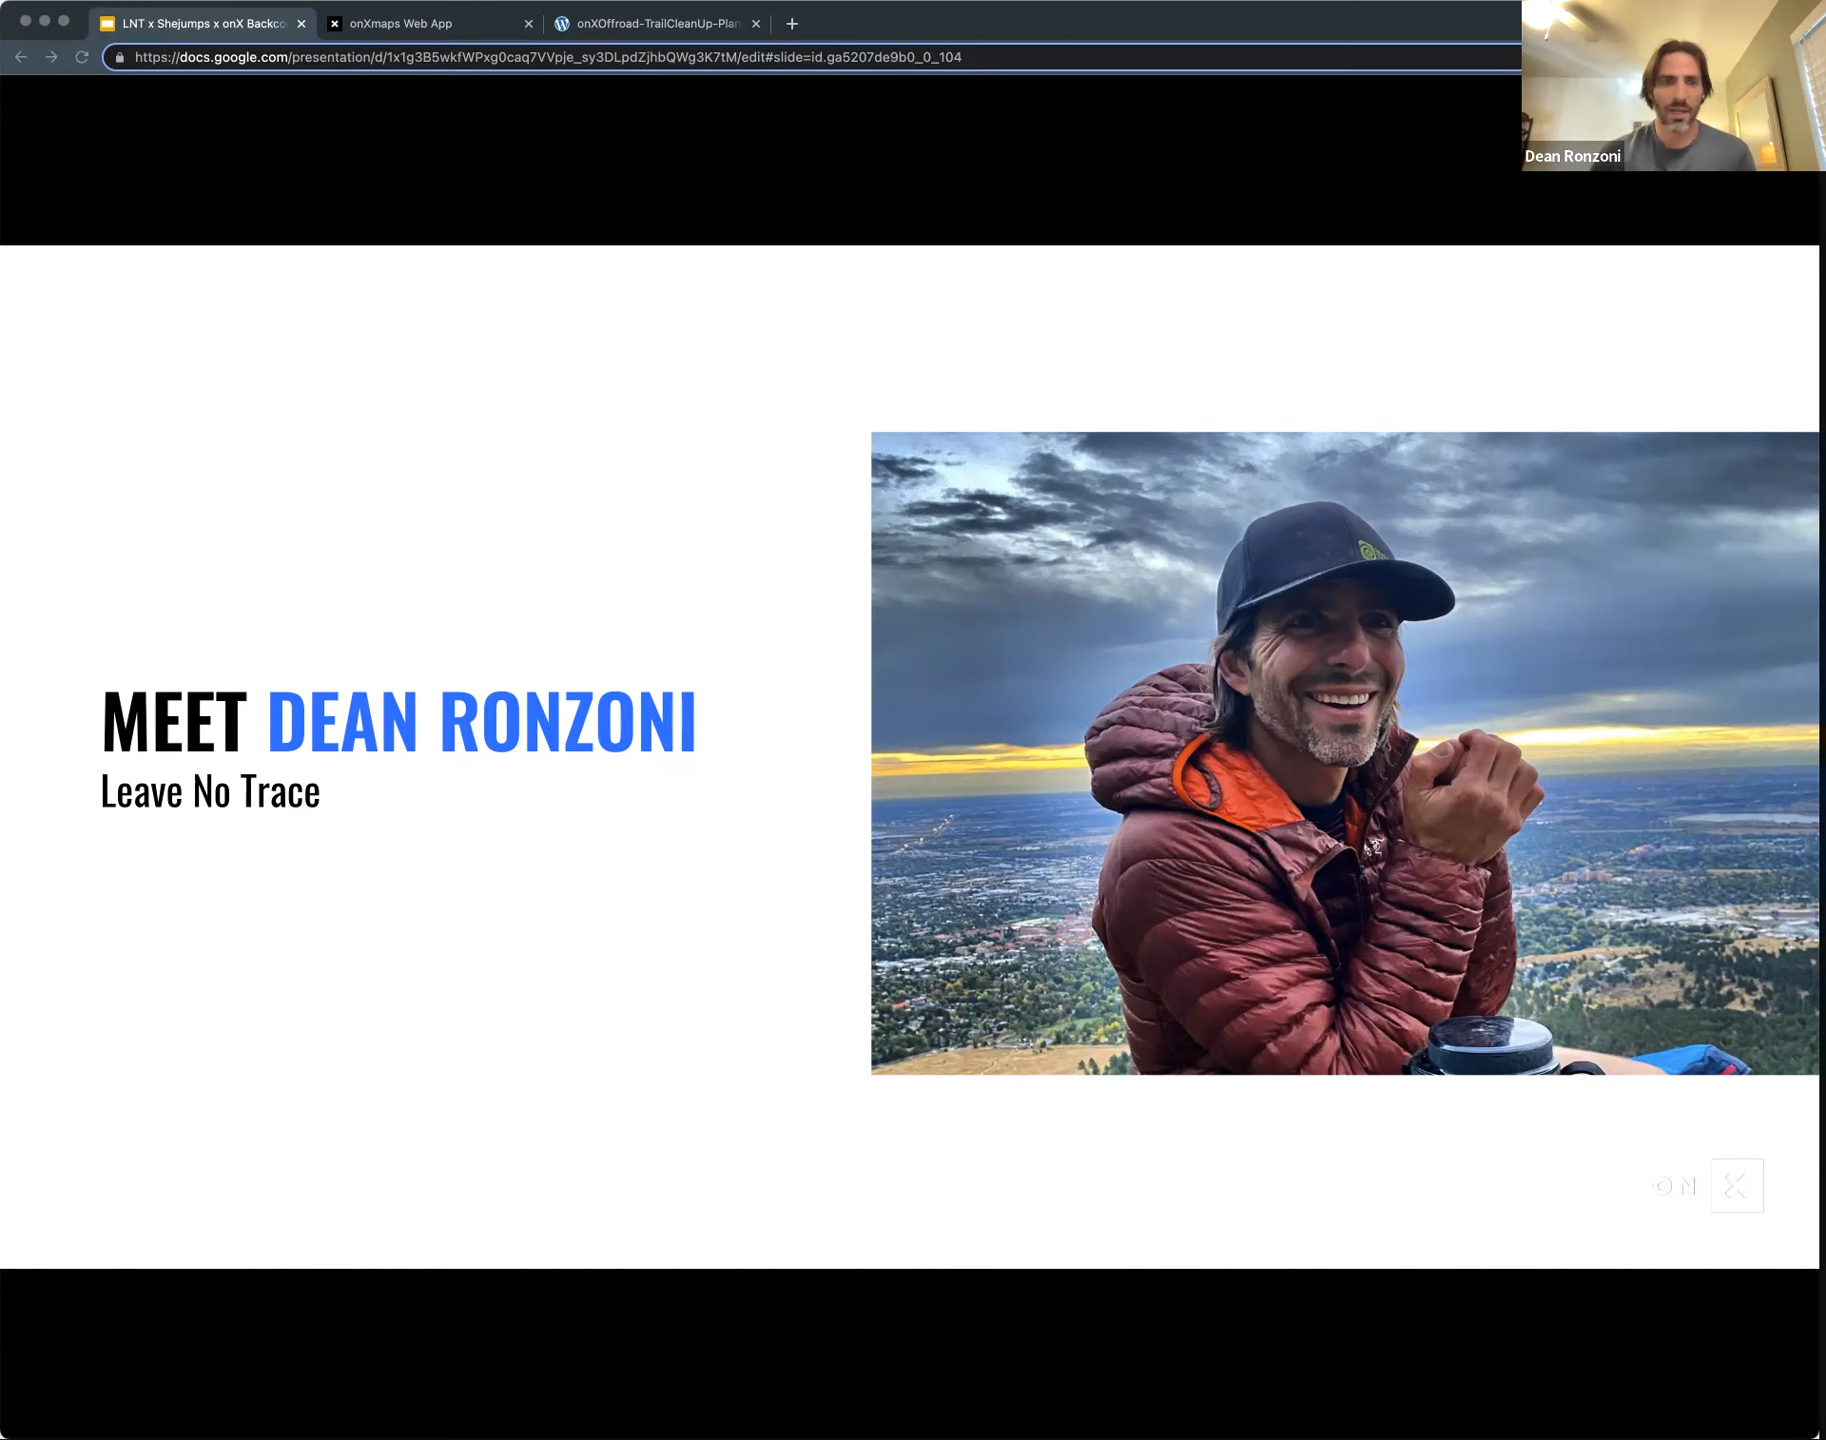 LNT x Shejumps x onX Backco
onXmaps Web App
onXOffroad-TrailCleanUp-Plan
https://docs.google.com/presentation/d/1x1g3B5wkfWPxg0caq7VVpje_sy3DLpdZjhbQWg3K7tM/edit#slide=id.ga5207de9b0_0_104
Dean Ronzoni
MEET DEAN RONZONI
Leave No Trace
ON X